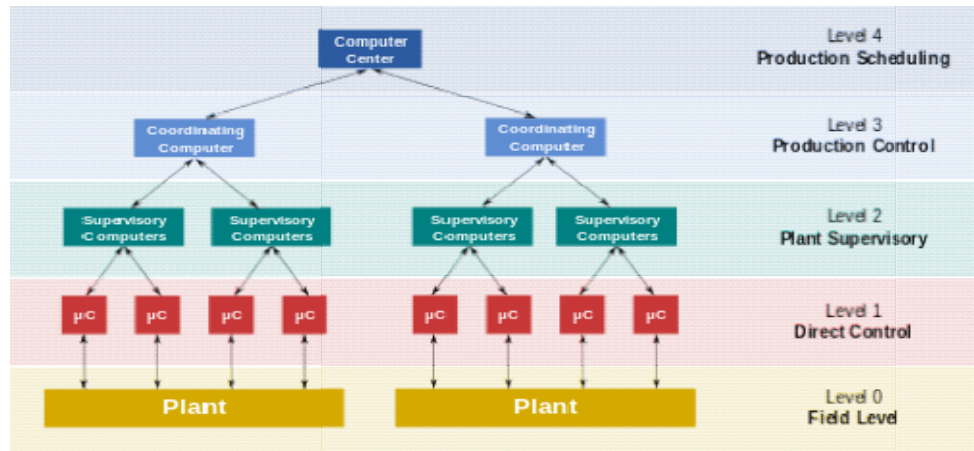 Computer
Center
Level 4
Production Scheduling
Coordinating
Computer
Coordinating
Computer
Level 3
Production Control
Supervisory
Computers
Supervisory
Computers
Supervisory
Computers
Supervisory
Computers
Level 2
Plant Supervisory
µC
µC
µC
µC
µC
µC
µC
µC
Level 1
Direct Control
Plant
Plant
Level 0
Field Level